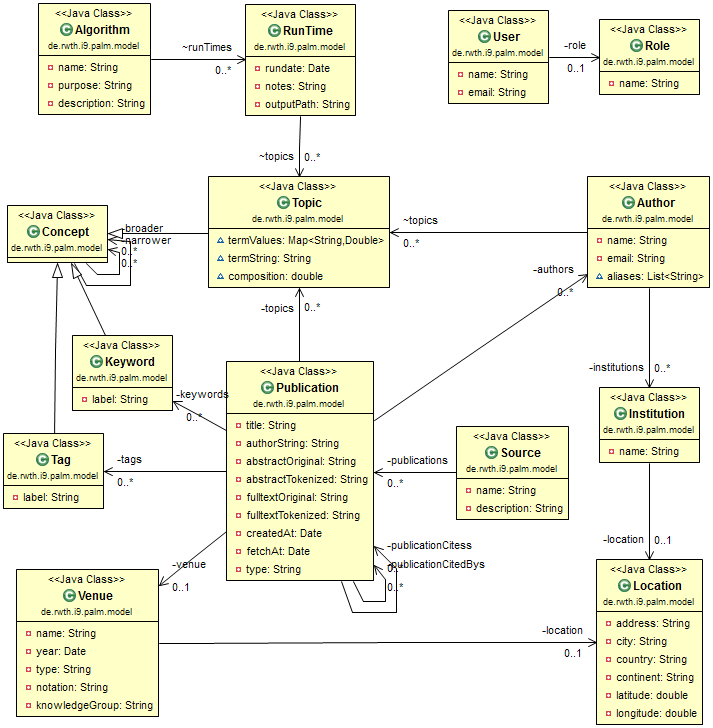 <<Java Class>>
Algorithm
de.rwth.i9.palm.model
name: String
purpose: String
description: String
~runTimes
0..*
<<Java Class>>
RunTime
de.rwth.i9.palm.model
rundate: Date
notes: String
outputPath: String
<<Java Class>>
User
de.rwth.i9.palm.model
name: String
email: String
-role
0..1
<<Java Class>>
Role
de.rwth.i9.palm.model
name: String
~topics
0..*
<<Java Class>>
Concept
de.rwth.i9.palm.model
-broader
-narrower
0..*
0..*
<<Java Class>>
Topic
de.rwth.i9.palm.model
termValues: Map<String,Double>
termString: String
composition: double
~topics
0..*
<<Java Class>>
Author
de.rwth.i9.palm.model
name: String
email: String
aliases: List<String>
-authors
0..*
-topics
0..*
<<Java Class>>
Keyword
de.rwth.i9.palm.model
label: String
-keywords
0..*
<<Java Class>>
Publication
de.rwth.i9.palm.model
title: String
authorString: String
abstractOriginal: String
abstractTokenized: String
fulltextOriginal: String
fulltextTokenized: String
createdAt: Date
fetchAt: Date
type: String
-institutions
0..*
<<Java Class>>
Institution
de.rwth.i9.palm.model
name: String
<<Java Class>>
Tag
de.rwth.i9.palm.model
label: String
-tags
0..*
-publications
0..*
<<Java Class>>
Source
de.rwth.i9.palm.model
name: String
description: String
-publicationCitess
-publicationCitedBys
0..*
-location
0..1
-venue
0..1
<<Java Class>>
Venue
de.rwth.i9.palm.model
name: String
year: Date
type: String
notation: String
knowledgeGroup: String
-location
0..1
<<Java Class>>
Location
de.rwth.i9.palm.model
address: String
city: String
country: String
continent: String
latitude: double
longitude: double